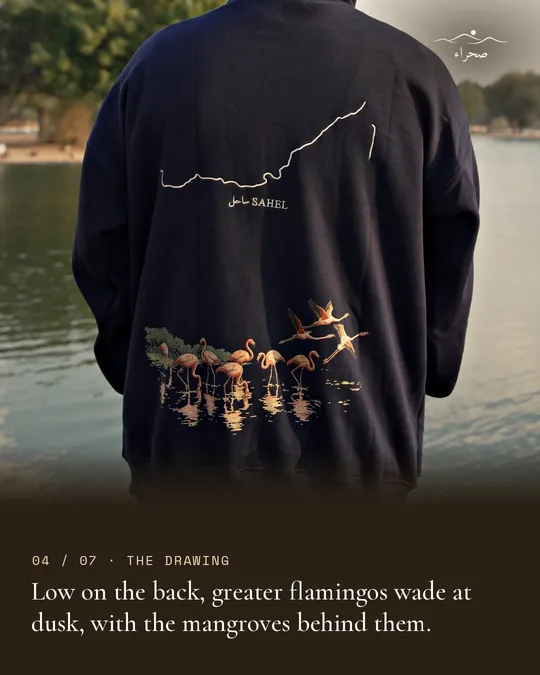 صحراء
ساحل SAHEL
04 / 07 · THE DRAWING
Low on the back, greater flamingos wade at
dusk, with the mangroves behind them.